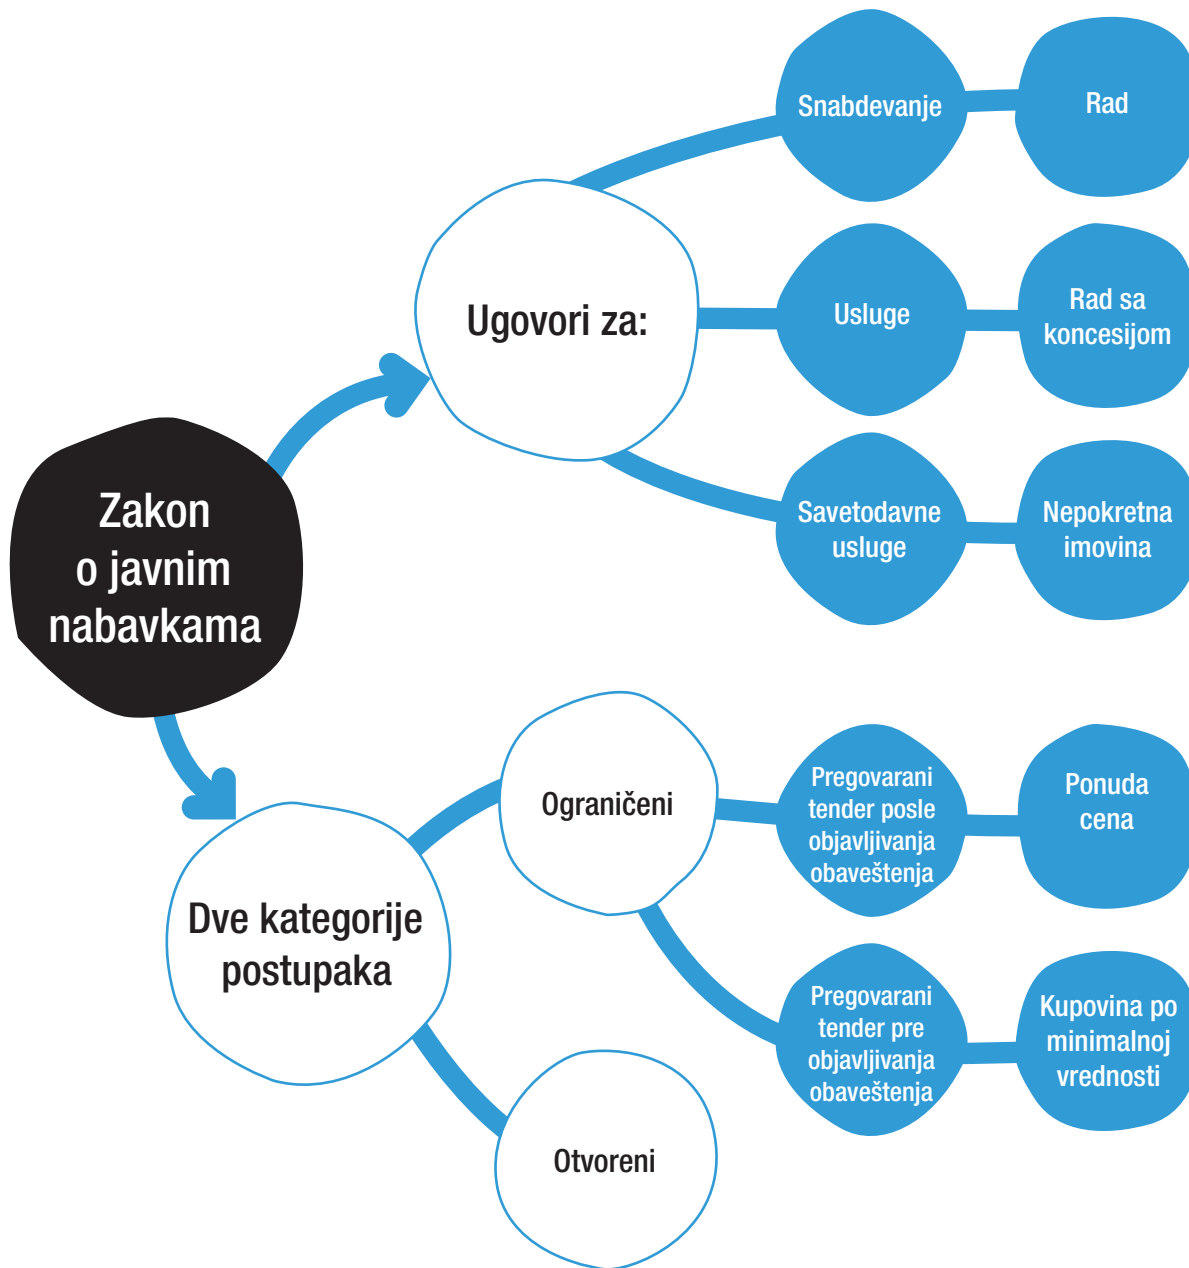 Zakon
o javnim
nabavkama
Ugovori za:
Snabdevanje
Rad
Usluge
Rad sa
koncesijom
Savetodavne
usluge
Nepokretna
imovina
Dve kategorije
postupaka
Ograničeni
Pregovarani
tender posle
objavljivanja
obaveštenja
Ponuda
cena
Pregovarani
tender pre
objavljivanja
obaveštenja
Kupovina po
minimalnoj
vrednosti
Otvoreni